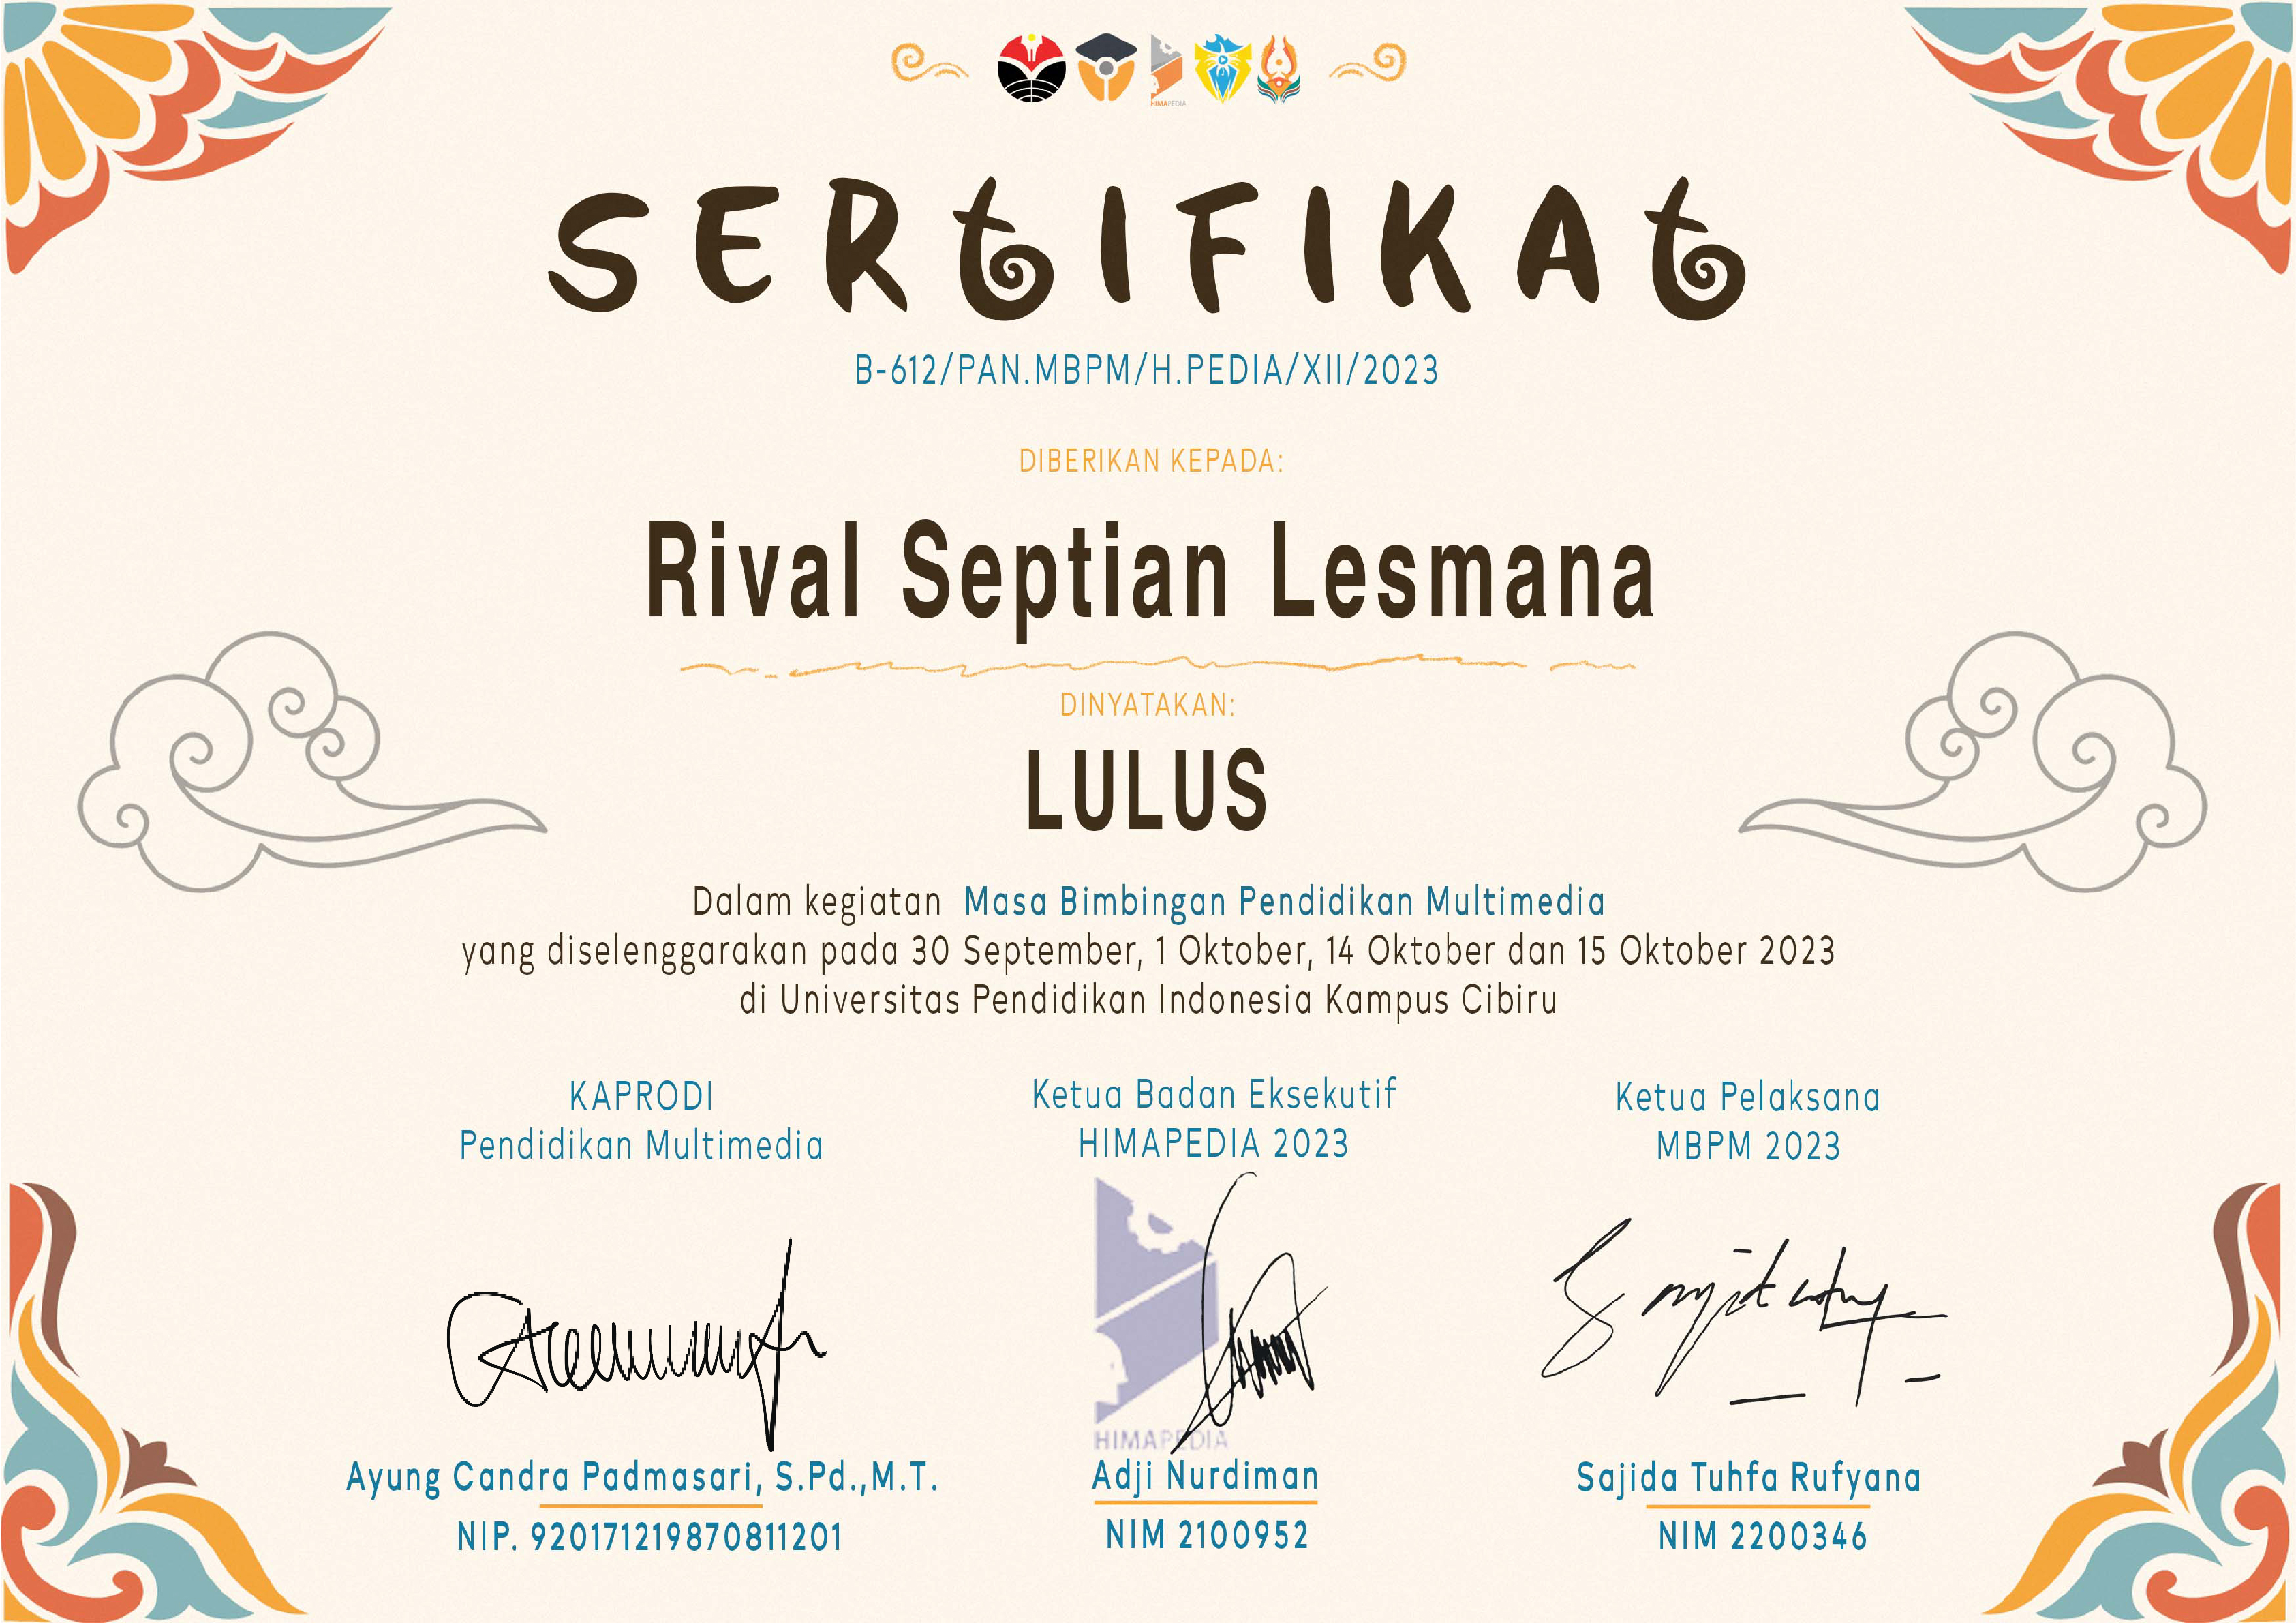 HIMAPEDIA
SERTIFIKAT
B-612/PAN.MBPM/H.PEDIA/XII/2023
DIBERIKAN KEPADA:
Rival Septian Lesmana
DINYATAKAN:
LULUS
Dalam kegiatan Masa Bimbingan Pendidikan Multimedia
yang diselenggarakan pada 30 September, 1 Oktober, 14 Oktober dan 15 Oktober 2023
di Universitas Pendidikan Indonesia Kampus Cibiru
KAPRODI
Pendidikan Multimedia
Ketua Badan Eksekutif
HIMAPEDIA 2023
Ketua Pelaksana
MBPM 2023
HIMAPEDIA
Ayung Candra Padmasari, S.Pd.,M.T.
NIP. 920171219870811201
Adji Nurdiman
NIM 2100952
Sajida Tuhfa Rufyana
NIM 2200346